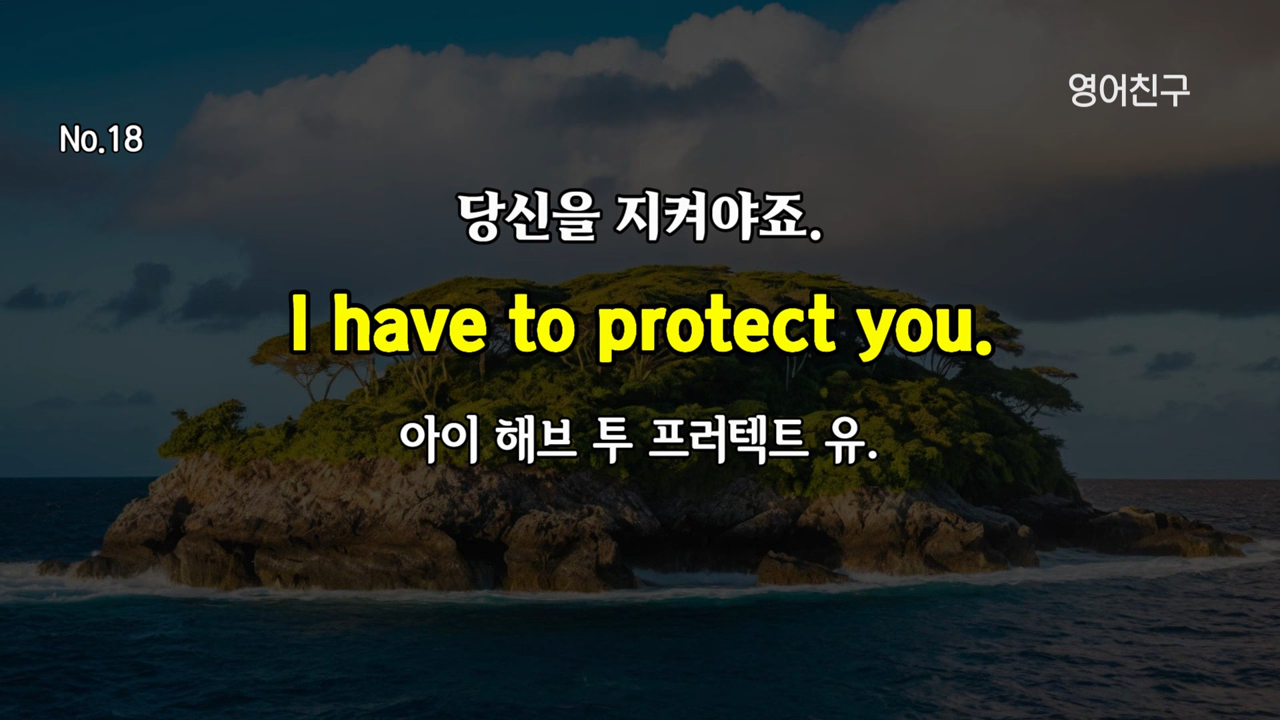 영어친구
No.18
당신을 지켜야죠.
I have to protect you.
아이 해브 투 프러텍트 유.